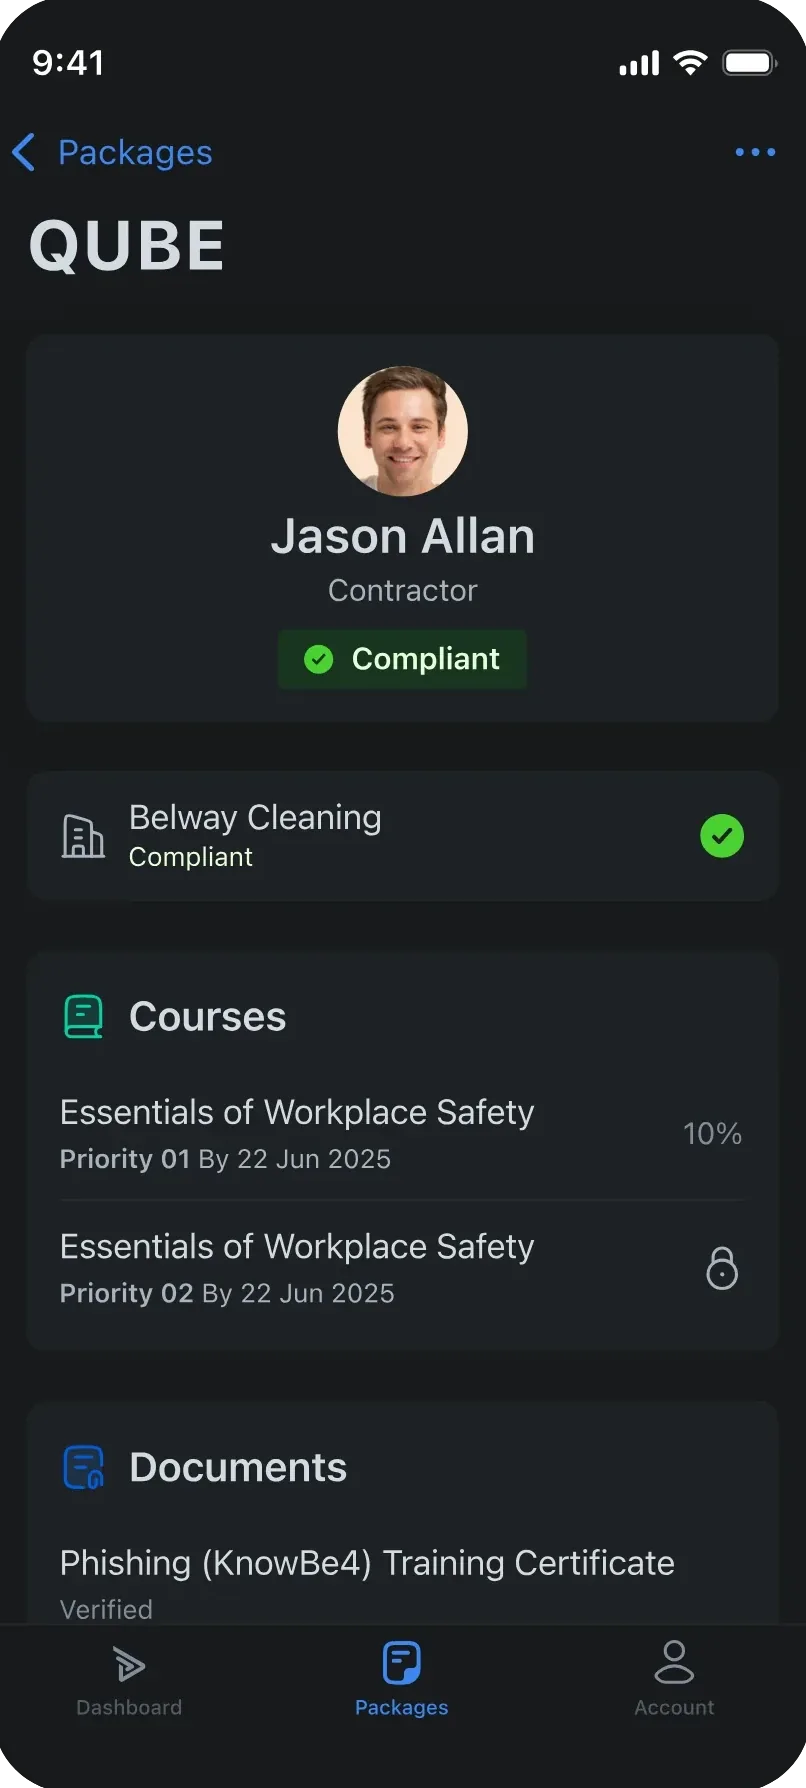 9:41
Packages
QUBE
Jason Allan
Contractor
Compliant
Belway Cleaning
Compliant
Courses
Essentials of Workplace Safety
10%
Priority 01 By 22 Jun 2025
Essentials of Workplace Safety
Priority 02 By 22 Jun 2025
Documents
Phishing (KnowBe4) Training Certificate
Verified
Dashboard Packages Account